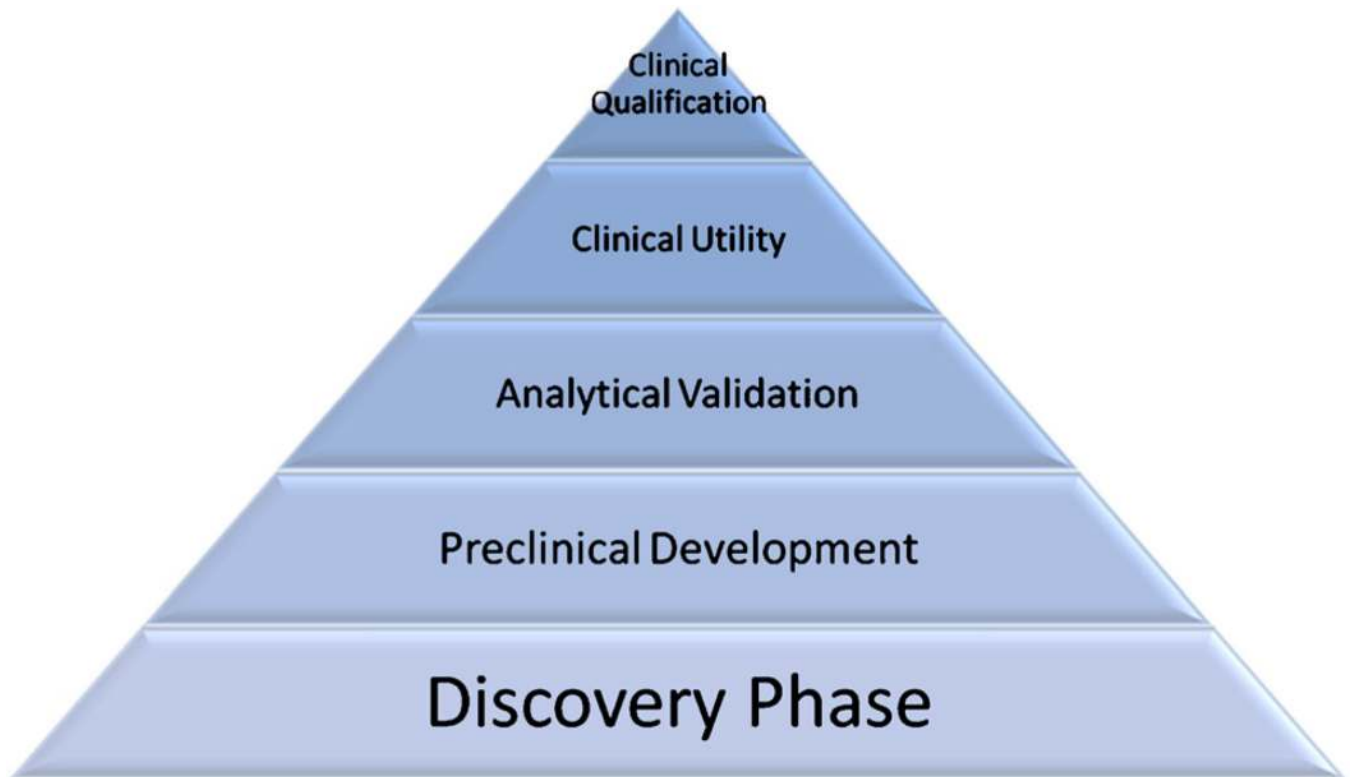 Clinical
Qualification
Clinical Utility
Analytical Validation
Preclinical Development
Discovery Phase